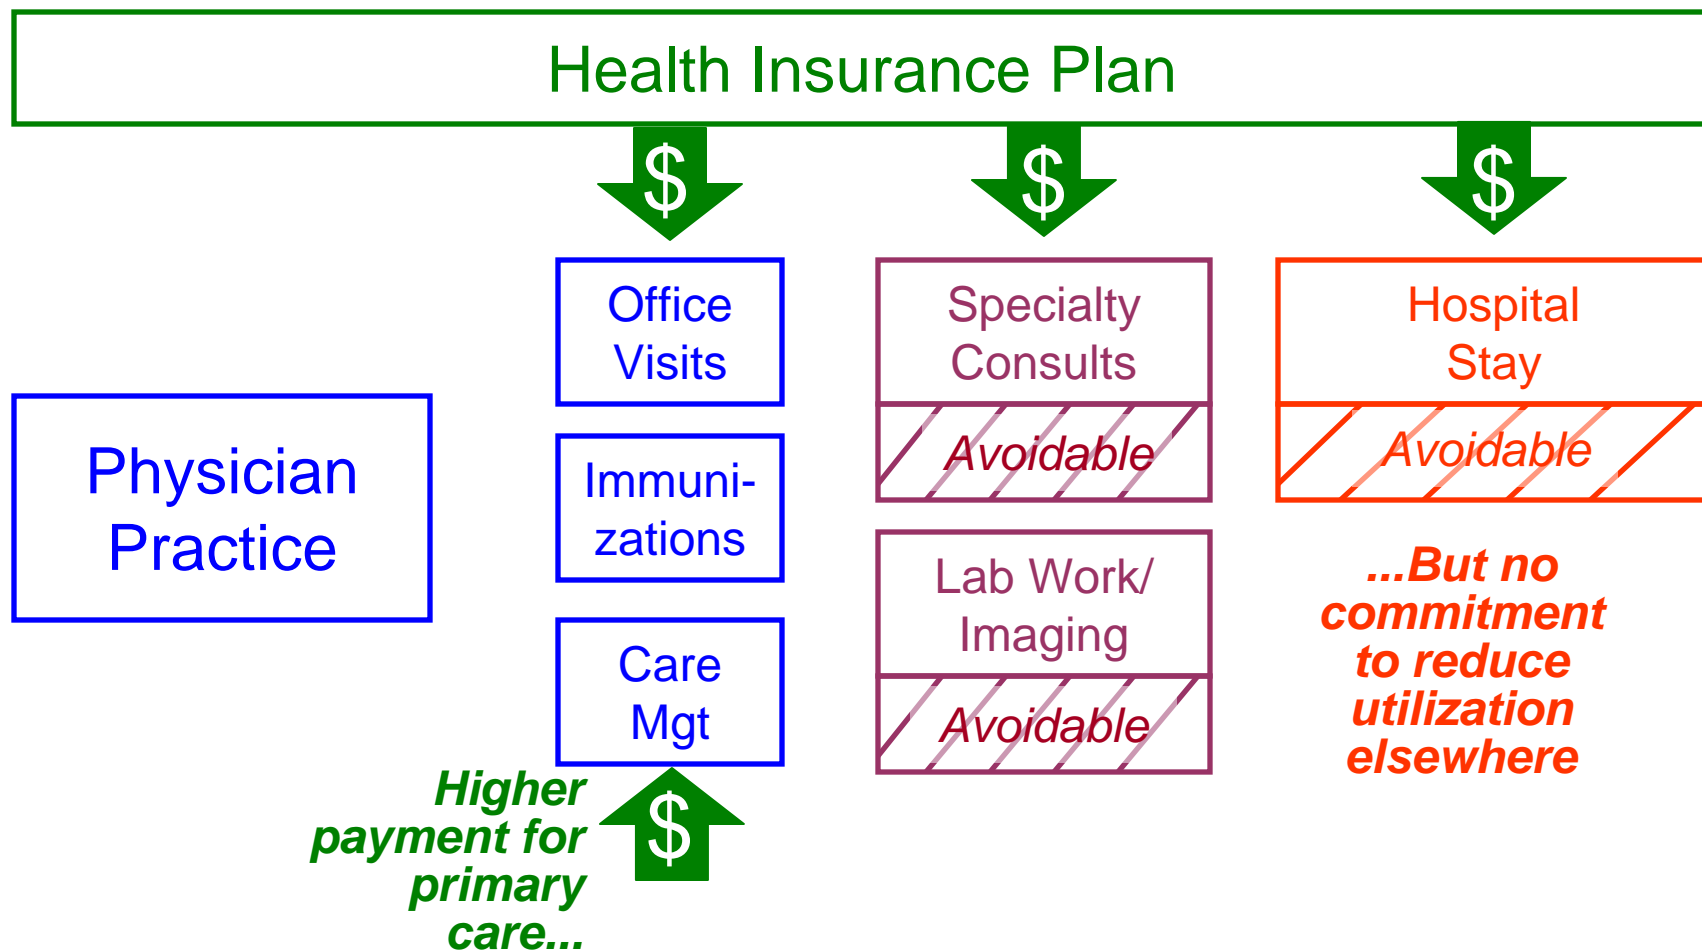 Health Insurance Plan
$
$
$
Office
Visits
Specialty
Consults
Hospital
Stay
Physician
Practice
Immuni-
zations
Avoidable
Avoidable
Lab Work/
Imaging
Avoidable
Care
Mgt
...But no
commitment
to reduce
utilization
elsewhere
Higher
payment for
primary
care...
$